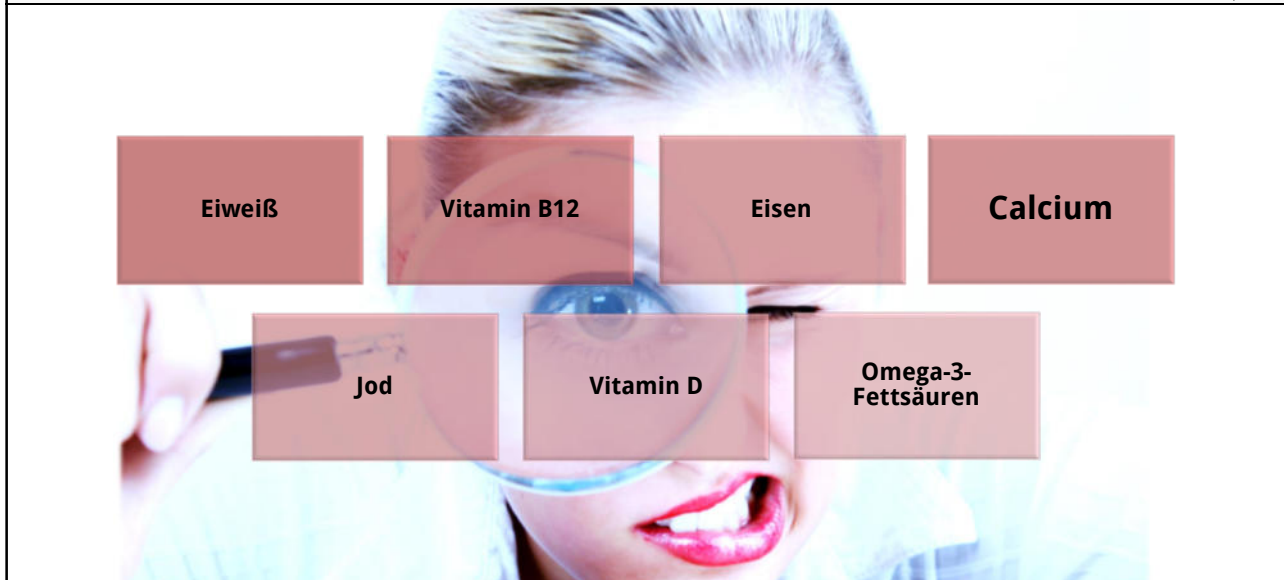 Eiweiß
Vitamin B12
Eisen
Calcium
Jod
Vitamin D
Omega-3-
Fettsäuren